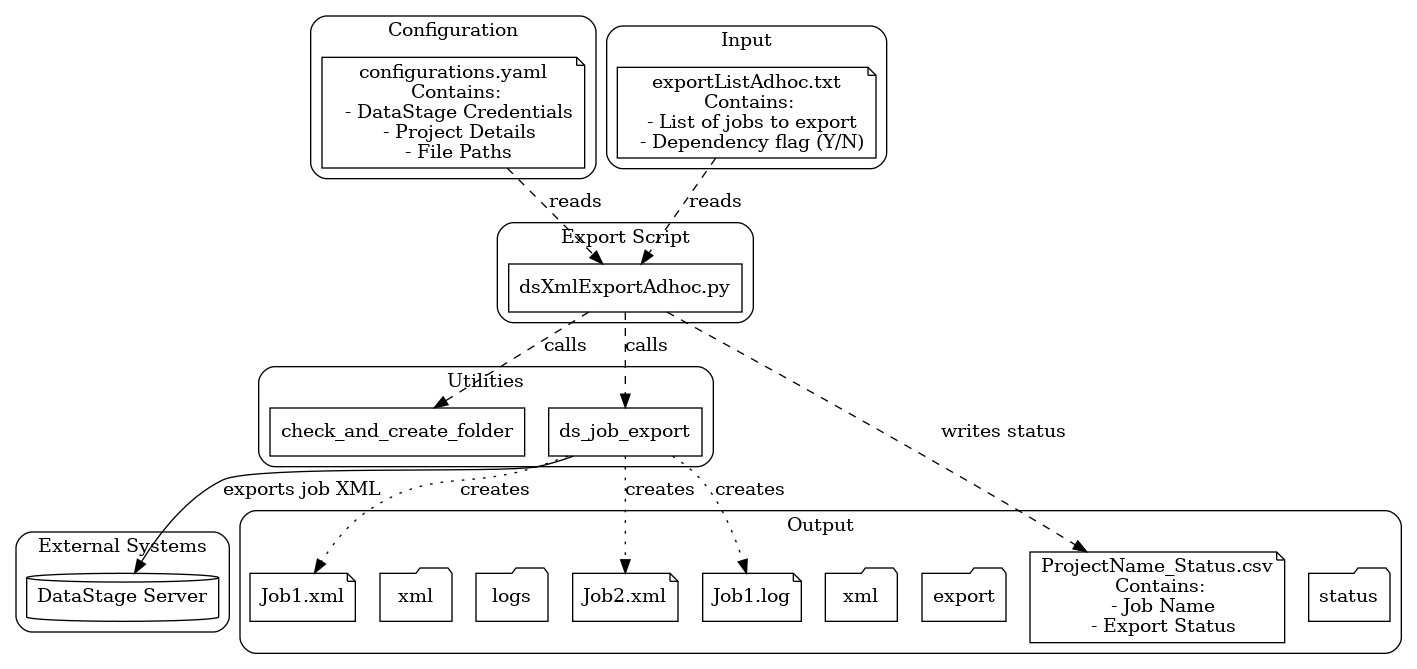 Configuration
configurations.yaml
Contains:
- DataStage Credentials
- Project Details
- File Paths
Input
exportListAdhoc.txt
Contains:
- List of jobs to export
- Dependency flag (Y/N)
reads
reads
Export Script
dsXmlExportAdhoc.py
calls
calls
writes status
Utilities
check_and_create_folder
ds_job_export
exports job XML
creates
creates
creates
External Systems
DataStage Server
Output
Job1.xml
xml
logs
Job2.xml
Job1.log
xml
export
ProjectName_Status.csv
Contains:
- Job Name
- Export Status
status